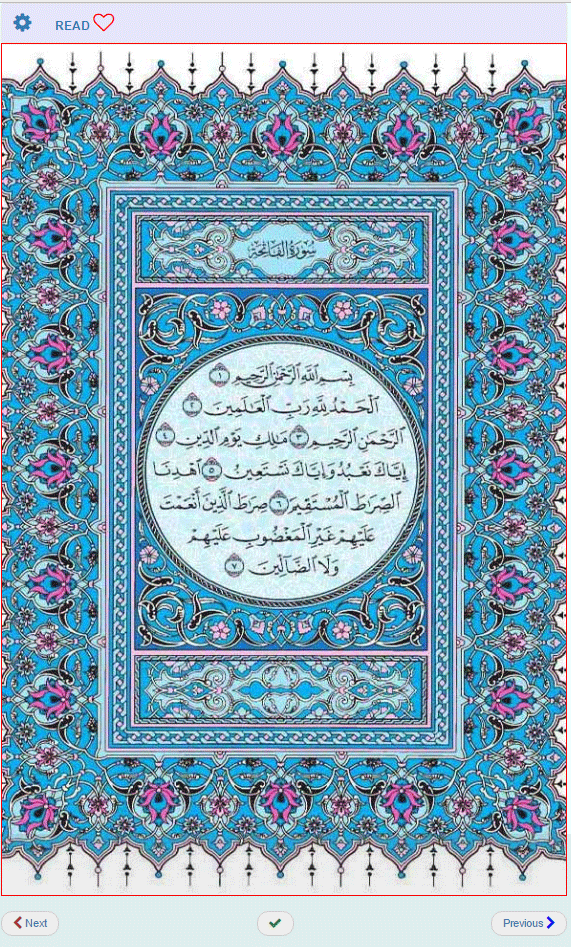 READ
سُورَةُ الفَاتِحَةِ
بِسْمِ ٱللَّهِ ٱلرَّحْمَٰنِ ٱلرَّحِيمِ ١
ٱلْحَمْدُ لِلَّهِ رَبِّ ٱلْعَٰلَمِينَ ٢
ٱلرَّحْمَٰنِ ٱلرَّحِيمِ ٣ مَٰلِكِ يَوْمِ ٱلدِّينِ ٤
إِيَّاكَ نَعْبُدُ وَإِيَّاكَ نَسْتَعِينُ ٥ ٱهْدِنَا
ٱلصِّرَٰطَ ٱلْمُسْتَقِيمَ ٦ صِرَٰطَ ٱلَّذِينَ أَنْعَمْتَ
عَلَيْهِمْ غَيْرِ ٱلْمَغْضُوبِ عَلَيْهِمْ
وَلَا ٱلضَّآلِّينَ ٧
Next
Previous